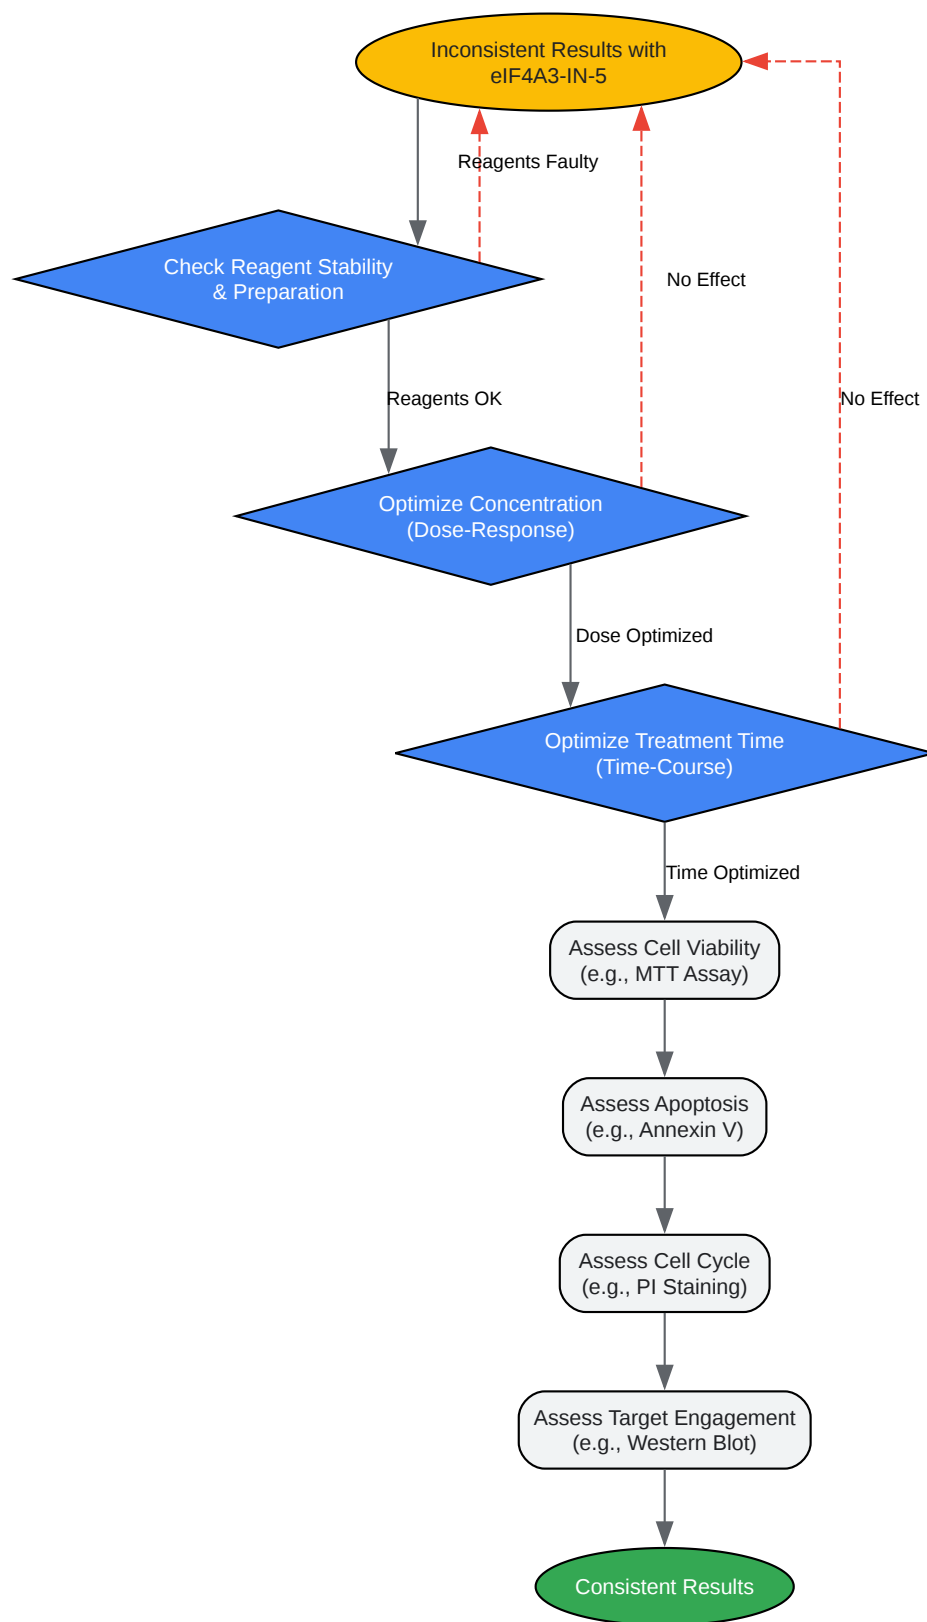 Inconsistent Results with
eIF4A3-IN-5
Reagents Faulty
Check Reagent Stability
& Preparation
No Effect
Reagents OK
No Effect
Optimize Concentration
(Dose-Response)
Dose Optimized
Optimize Treatment Time
(Time-Course)
Time Optimized
Assess Cell Viability
(e.g., MTT Assay)
Assess Apoptosis
(e.g., Annexin V)
Assess Cell Cycle
(e.g., PI Staining)
Assess Target Engagement
(e.g., Western Blot)
Consistent Results